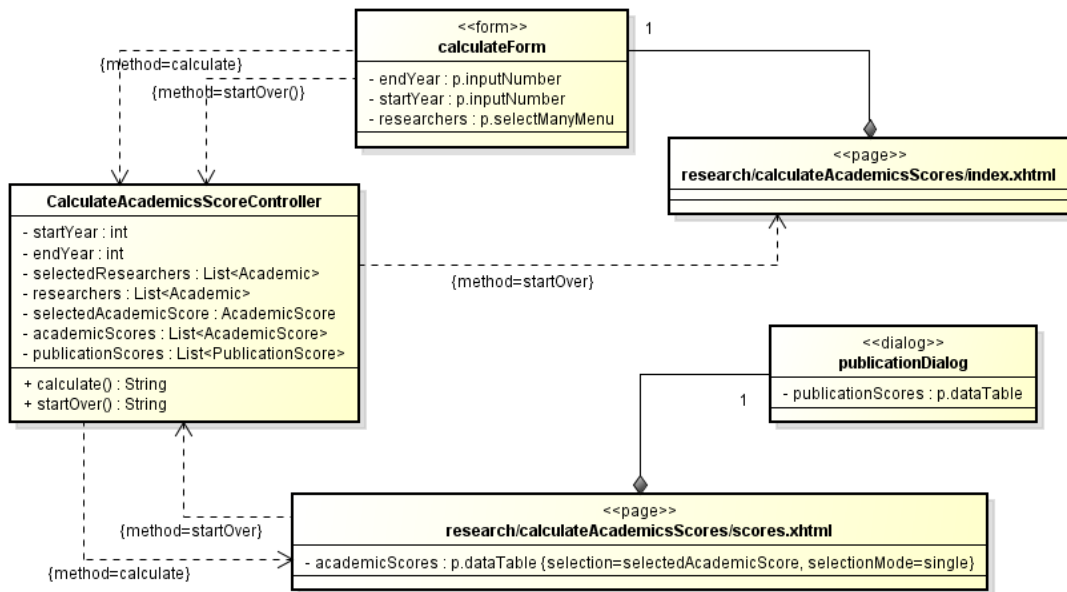 <<form>>
calculateForm
- endYear : p.inputNumber
- startYear : p.inputNumber
- researchers : p.selectManyMenu
1
{method=calculate}
{method=startOver()}
<<page>>
research/calculateAcademicsScores/index.xhtml
CalculateAcademicsScoreController
- startYear : int
- endYear : int
- selectedResearchers : List<Academic>
- researchers : List<Academic>
- selectedAcademicScore : AcademicScore
- academicScores : List<AcademicScore>
- publicationScores : List<PublicationScore>
+ calculate() : String
+ startOver() : String
{method=startOver}
<<dialog>>
publicationDialog
- publicationScores : p.dataTable
1
<<page>>
research/calculateAcademicsScores/scores.xhtml
- academicScores : p.dataTable {selection=selectedAcademicScore, selectionMode=single}
{method=startOver}
{method=calculate}